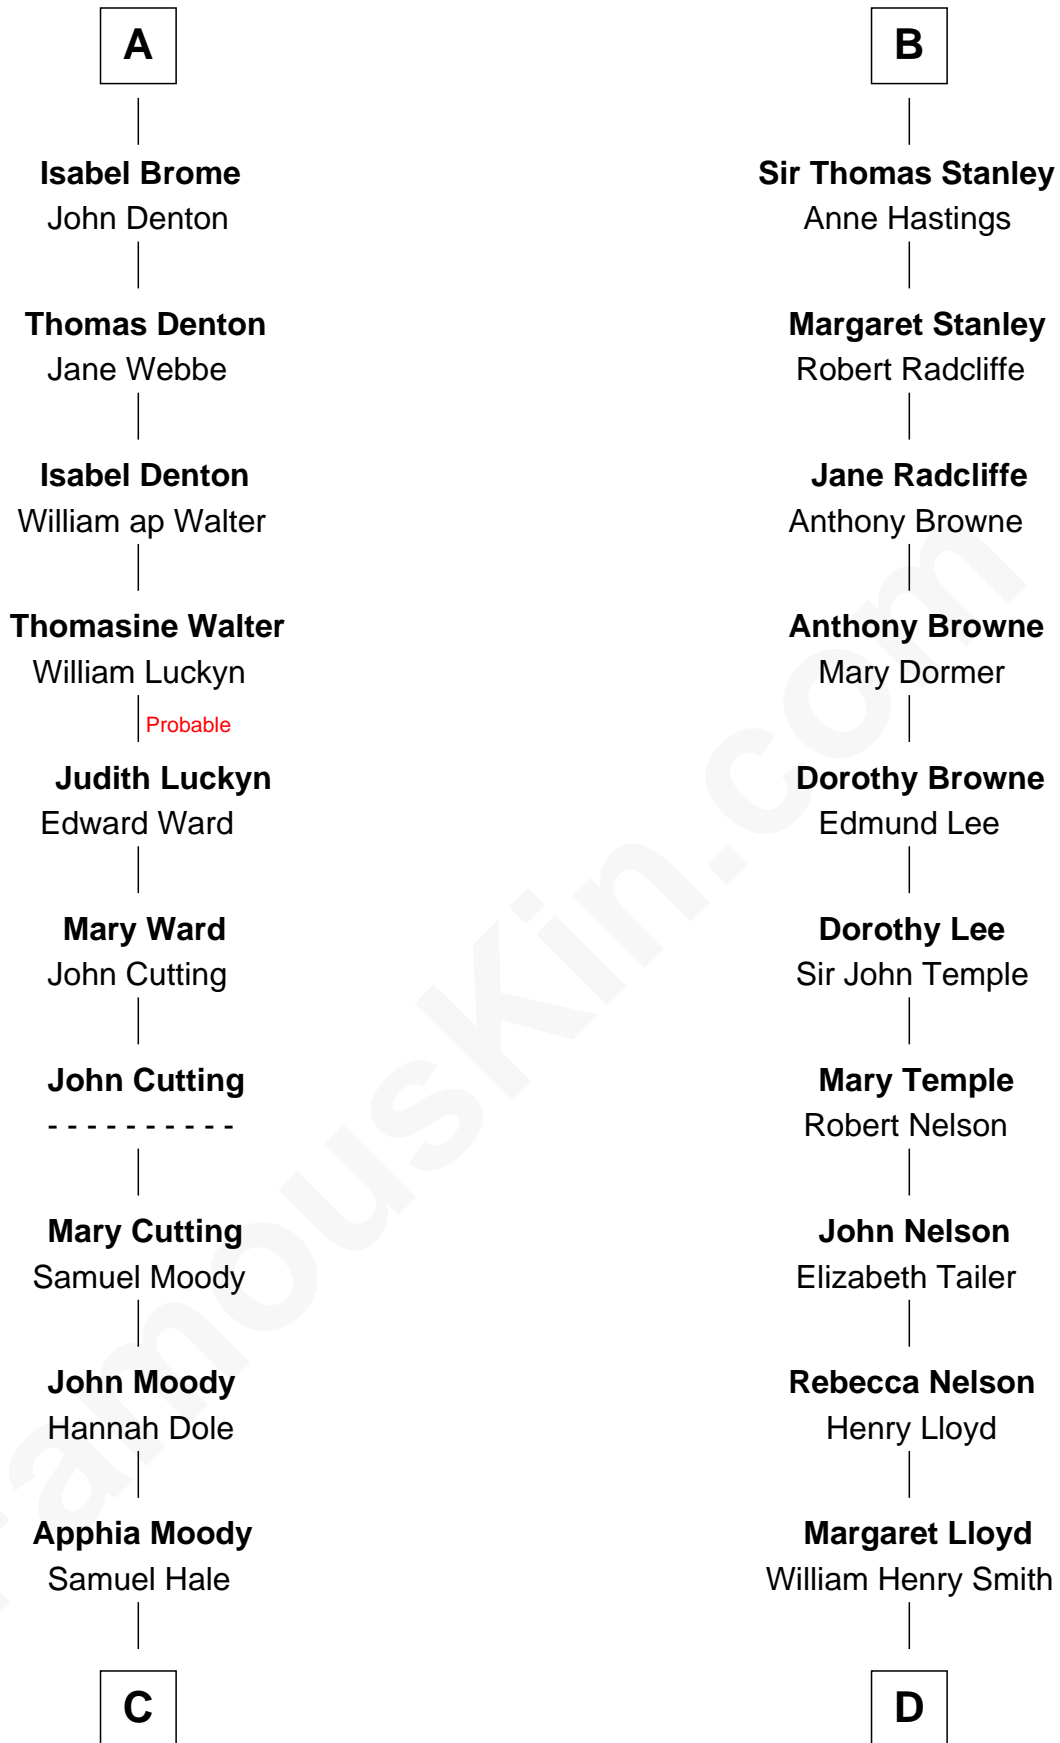 A
Isabel Brome
John Denton
Thomas Denton
Jane Webbe
Isabel Denton
William ap Walter
Thomasine Walter
William Luckyn
Probable
Judith Luckyn
Edward Ward
Mary Ward
John Cutting
John Cutting
- - - - - - - - - -
Mary Cutting
Samuel Moody
John Moody
Hannah Dole
Apphia Moody
Samuel Hale
C
B
Sir Thomas Stanley
Anne Hastings
Margaret Stanley
Robert Radcliffe
Jane Radcliffe
Anthony Browne
Anthony Browne
Mary Dormer
Dorothy Browne
Edmund Lee
Dorothy Lee
Sir John Temple
Mary Temple
Robert Nelson
John Nelson
Elizabeth Tailer
Rebecca Nelson
Henry Lloyd
Margaret Lloyd
William Henry Smith
D
FamousKin.com